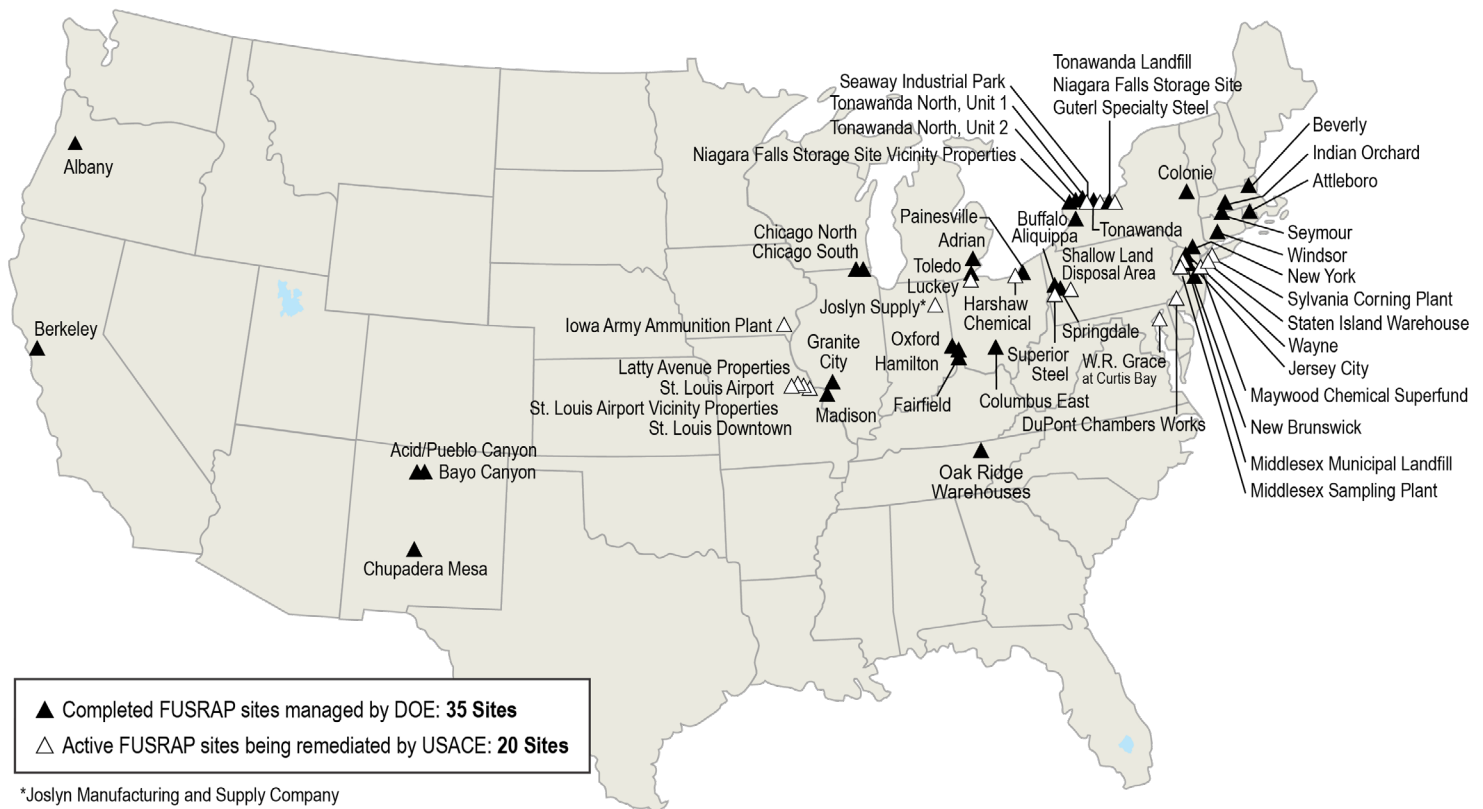 Tonawanda Landfill
Niagara Falls Storage Site
Guterl Specialty Steel
Seaway Industrial Park
Tonawanda North, Unit 1
Tonawanda North, Unit 2
Niagara Falls Storage Site Vicinity Properties
Beverly
Indian Orchard
Attleboro
Albany
Colonie
Painesville
Buffalo
Tonawanda
Aliquippa
Chicago North
Chicago South
Adrian
Toledo
Luckey
Shallow Land
Disposal Area
Seymour
Windsor
New York
Sylvania Corning Plant
Staten Island Warehouse
Wayne
Jersey City
Maywood Chemical Superfund
New Brunswick
Middlesex Municipal Landfill
Middlesex Sampling Plant
Joslyn Supply*
Harshaw
Chemical
Berkeley
Iowa Army Ammunition Plant
Granite
City
Oxford
Hamilton
Springdale
Superior
Steel
W.R. Grace
at Curtis Bay
Latty Avenue Properties
St. Louis Airport
St. Louis Airport Vicinity Properties
St. Louis Downtown
Madison
Fairfield
Columbus East
DuPont Chambers Works
Acid/Pueblo Canyon
Bayo Canyon
Oak Ridge
Warehouses
Chupadera Mesa
Completed FUSRAP sites managed by DOE: 35 Sites
Active FUSRAP sites being remediated by USACE: 20 Sites
*Joslyn Manufacturing and Supply Company